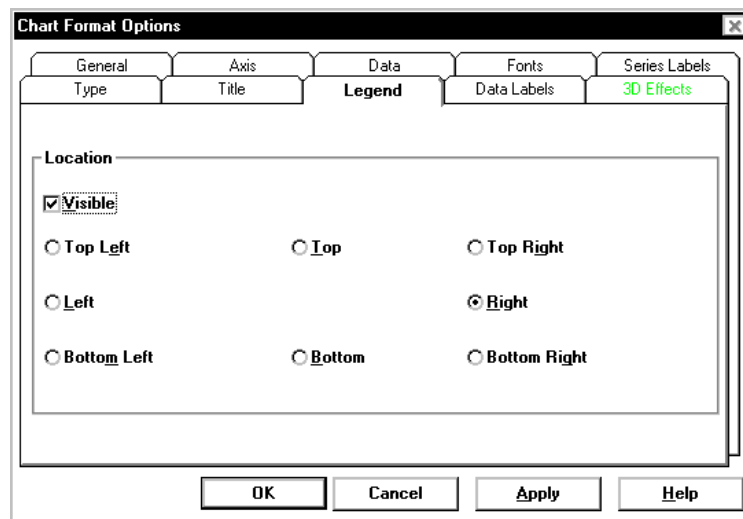 Chart Format Options
General Axis Data Fonts Series Labels
Type Title Legend Data Labels 3D Effects
Location
Visible
Top Left Top Top Right
Left Right
Bottom Left Bottom Bottom Right
OK Cancel Apply Help